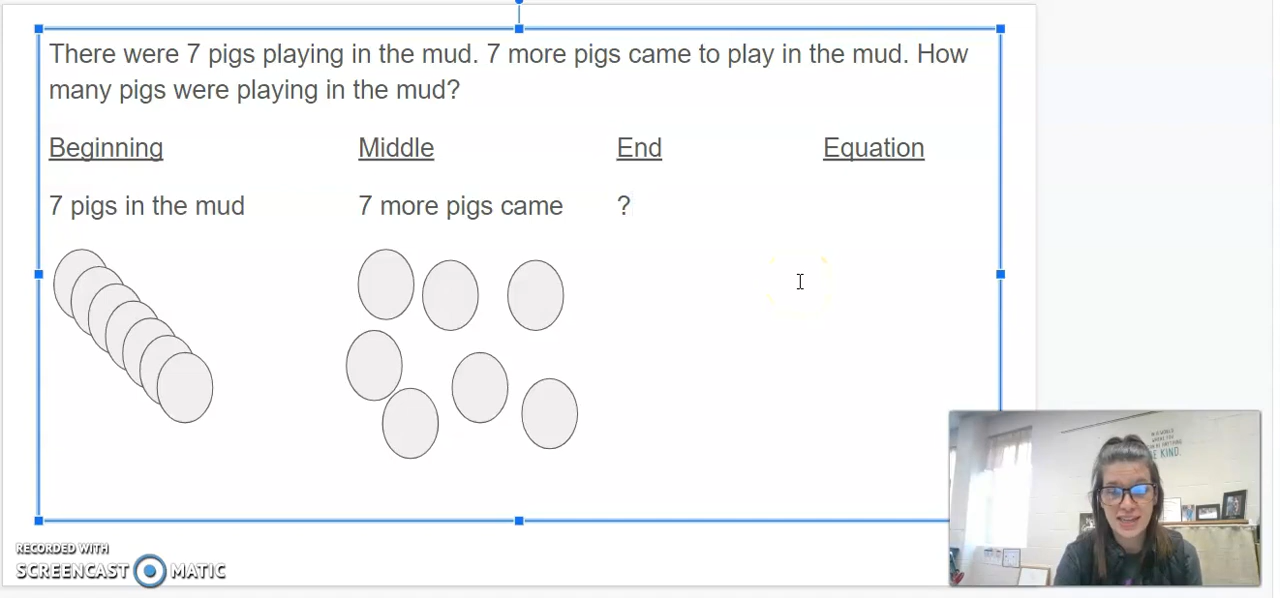 There were 7 pigs playing in the mud. 7 more pigs came to play in the mud. How
many pigs were playing in the mud?
Beginning Middle End Equation
7 pigs in the mud 7 more pigs came ?
RECORDED WITH
SCREENCAST MATIC
KIND.